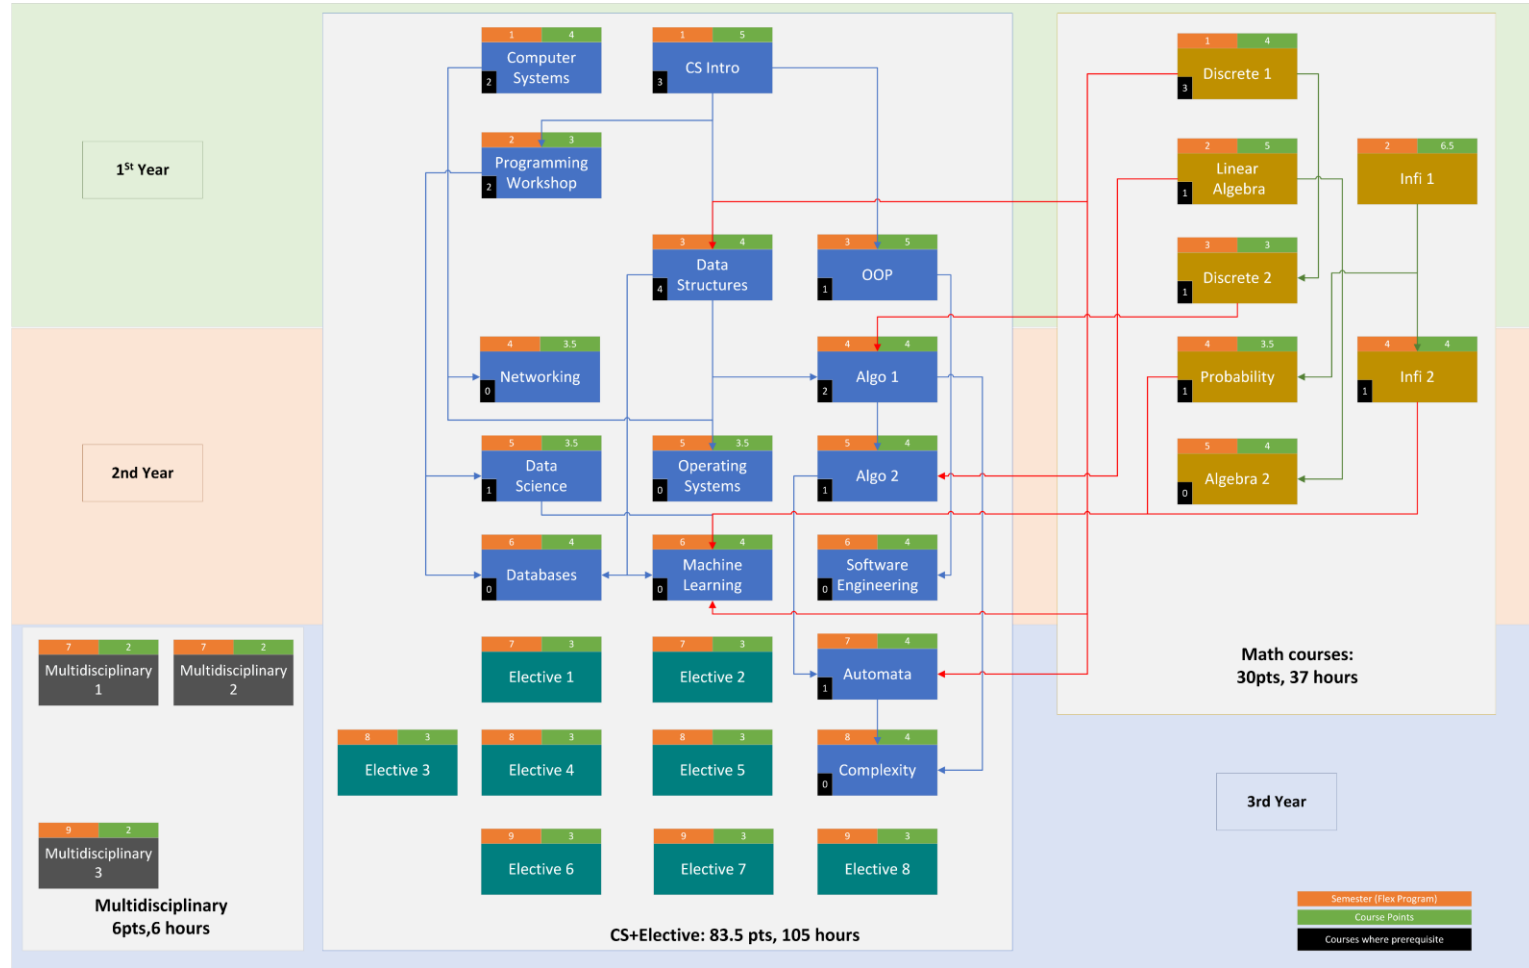 1 4
Computer
Systems
2
1 5
CS Intro
3
1 4
Discrete 1
3
1St Year
2 3
Programming
Workshop
2
2 5
Linear
Algebra
1
2 6.5
Infi 1
3 4
Data
Structures
4
3 5
OOP
1
3 3
Discrete 2
1
4 3.5
Networking
0
4 4
Algo 1
2
4 3.5
Probability
1
4 4
Infi 2
1
2nd Year
5 3.5
Data
Science
1
5 3.5
Operating
Systems
0
5 4
Algo 2
1
5 4
Algebra 2
0
6 4
Databases
0
6 4
Machine
Learning
0
6 4
Software
Engineering
0
7 2
Multidisciplinary
1
7 2
Multidisciplinary
2
7 3
Elective 1
7 3
Elective 2
7 4
Automata
1
Math courses:
30pts, 37 hours
8 3
Elective 3
8 3
Elective 4
8 3
Elective 5
8 4
Complexity
0
3rd Year
9 2
Multidisciplinary
3
9 3
Elective 6
9 3
Elective 7
9 3
Elective 8
Multidisciplinary
6pts,6 hours
CS+Elective: 83.5 pts, 105 hours
Semester (Flex Program)
Course Points
Courses where prerequisite